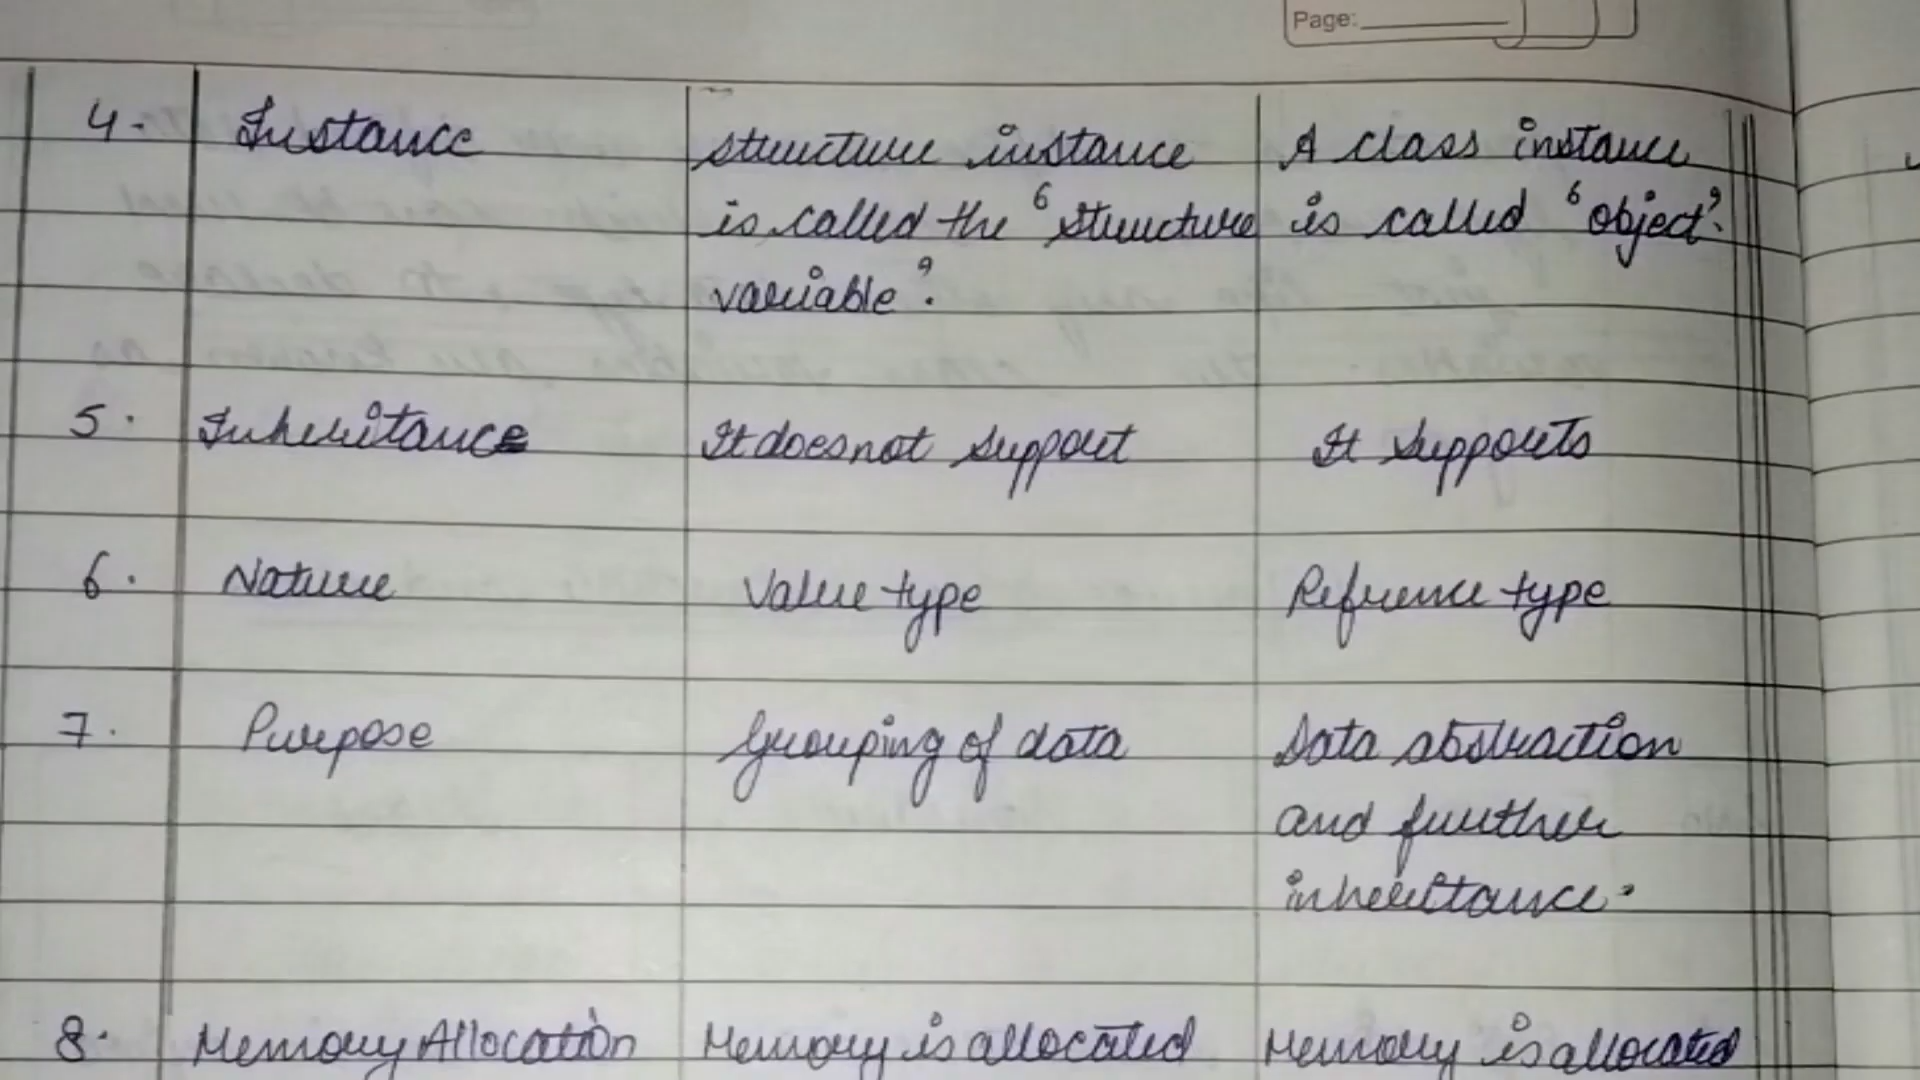 Page:
4. Instance structure instance A class instance
is called the ‘structure is called ‘object’.
variable’.
5. Inheritance It does not support It supports
6. Nature Value type Reference type
7. Purpose Grouping of data Data abstraction
and further
inheritance.
8. Memory Allocation Memory is allocated Memory is allocated